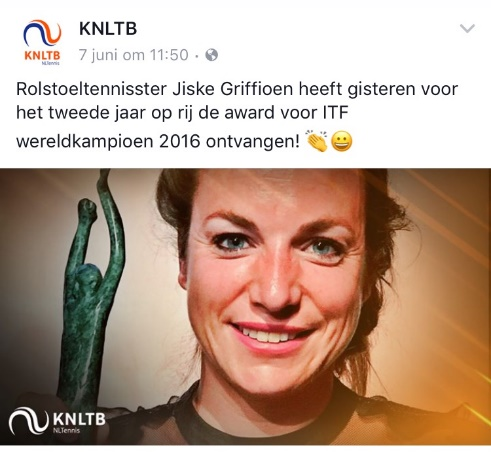 KNLTB
KNLTB
NLTennis
7 juni om 11:50 ·
Rolstoeltennisster Jiske Griffioen heeft gisteren voor
het tweede jaar op rij de award voor ITF
wereldkampioen 2016 ontvangen! 👏😀
KNLTB
NLTennis